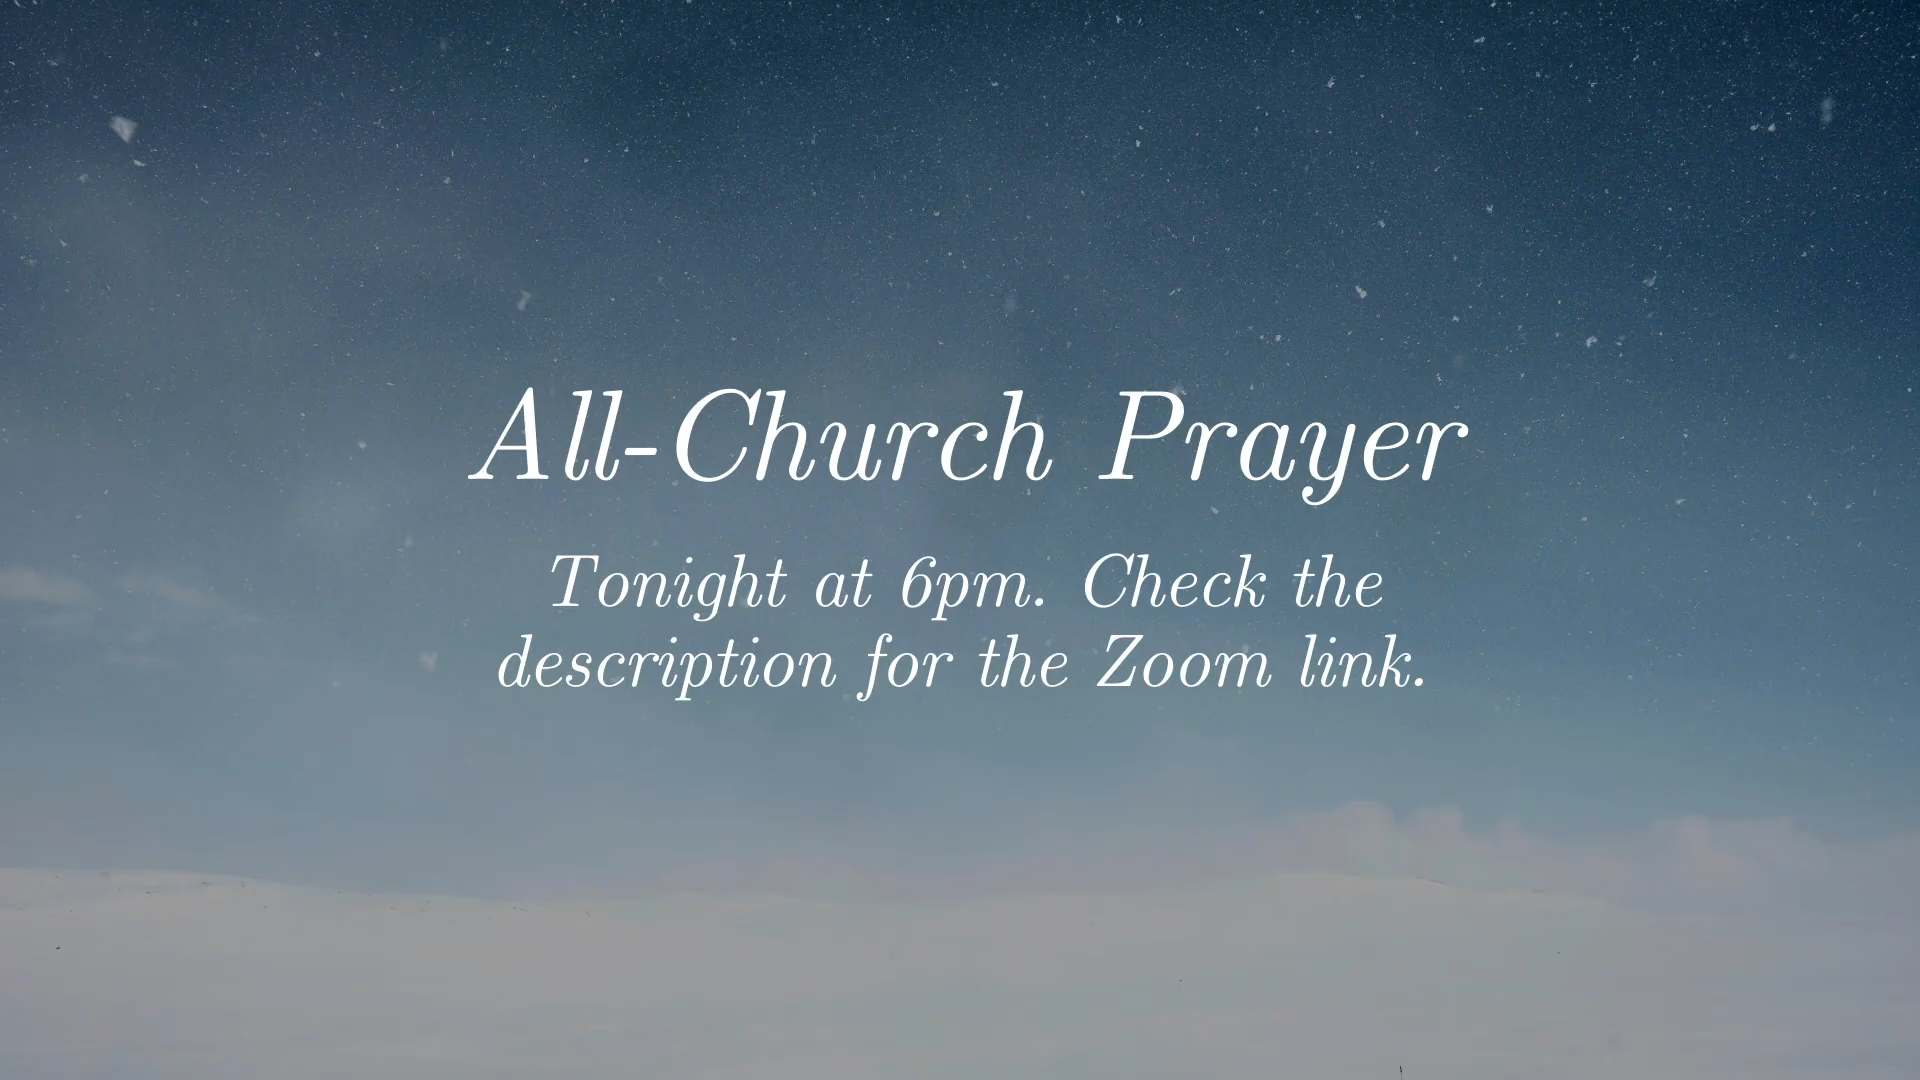 All-Church Prayer
Tonight at 6pm. Check the
description for the Zoom link.